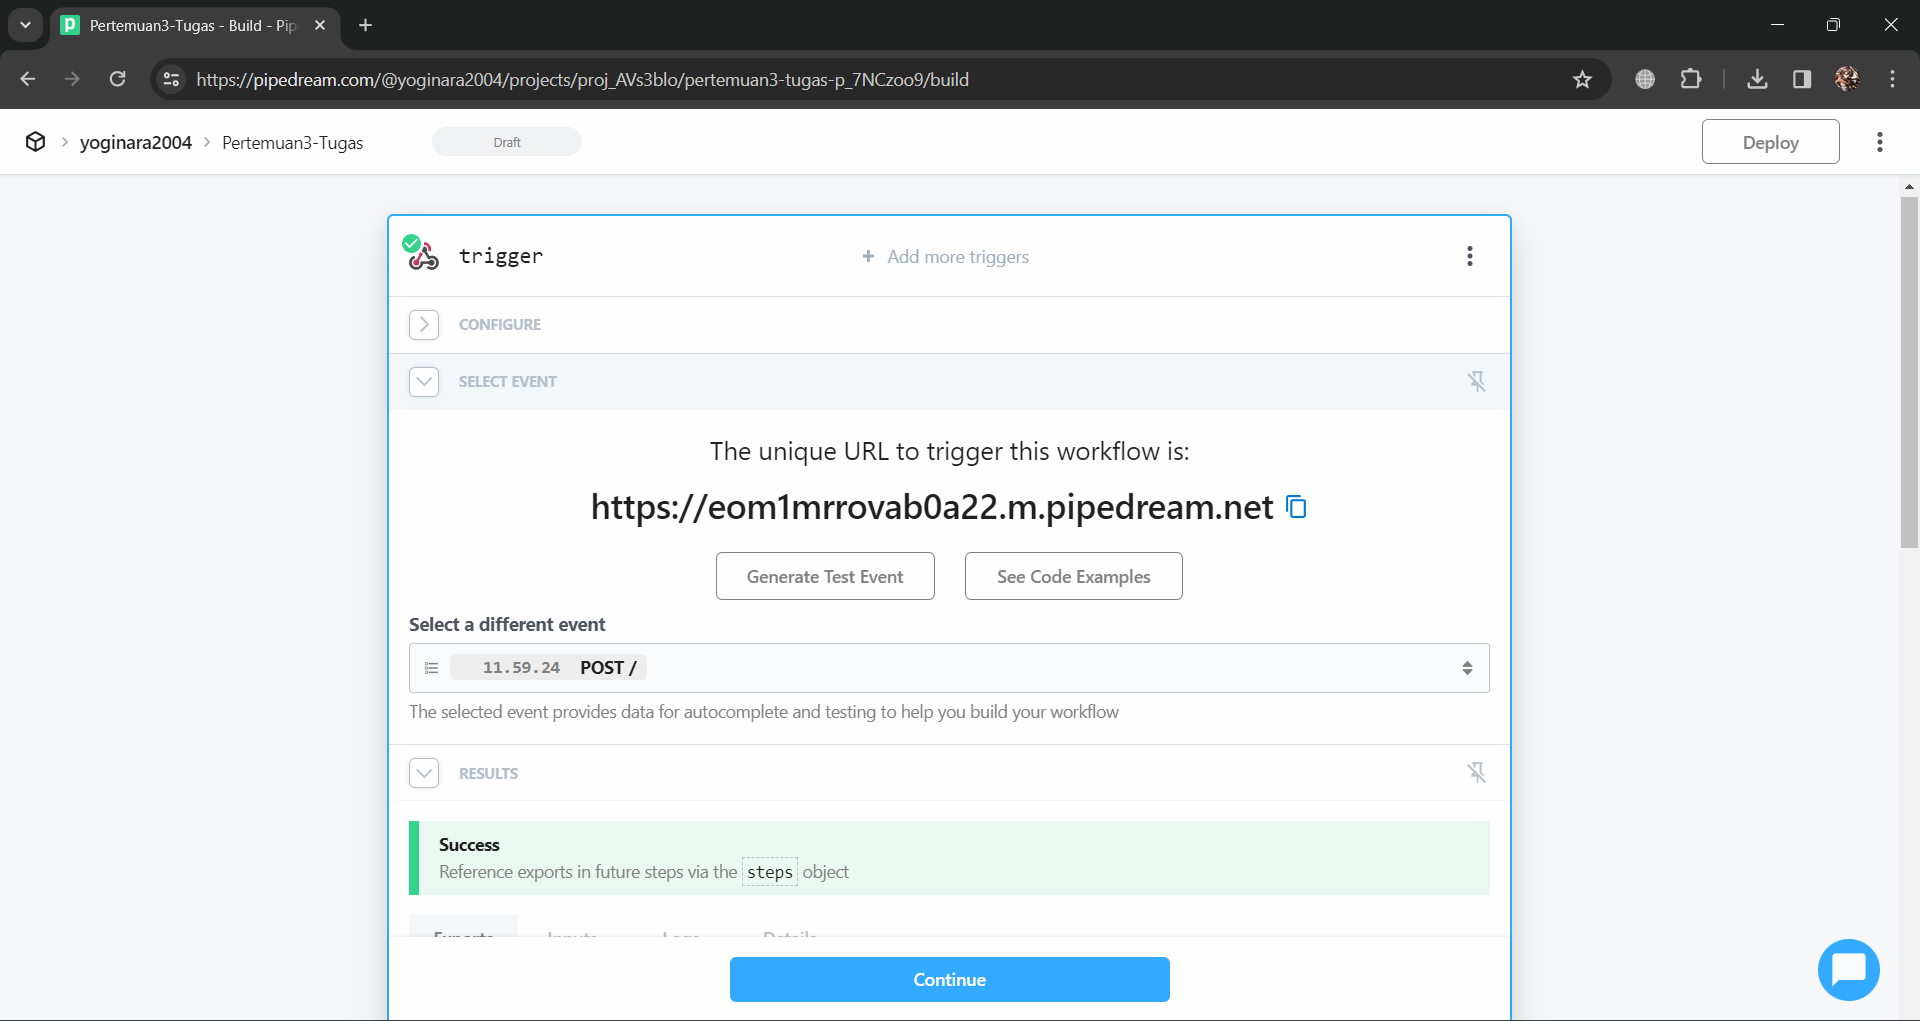 Pertemuan3-Tugas - Build - Pip
https://pipedream.com/@yoginara2004/projects/proj_AVs3blo/pertemuan3-tugas-p_7NCzoo9/build
yoginara2004 > Pertemuan3-Tugas
Draft
Deploy
trigger
+ Add more triggers
CONFIGURE
SELECT EVENT
The unique URL to trigger this workflow is:
https://eom1mrrovab0a22.m.pipedream.net
Generate Test Event
See Code Examples
Select a different event
11.59.24 POST /
The selected event provides data for autocomplete and testing to help you build your workflow
RESULTS
Success
Reference exports in future steps via the steps object
Exports Inputs Logs Details
Continue